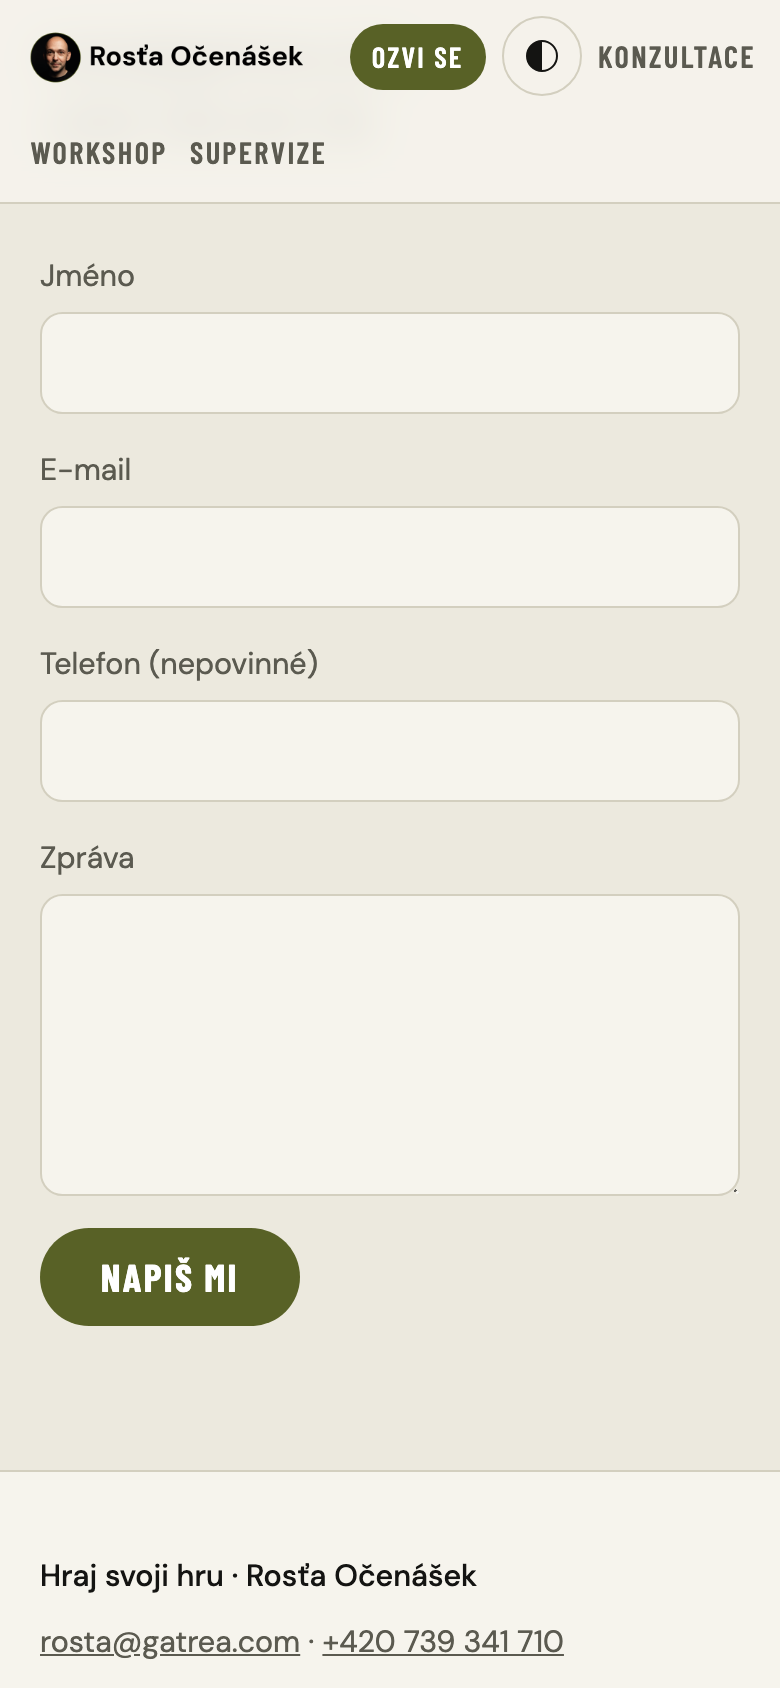 Rosťa Očenášek
OZVI SE
KONZULTACE
WORKSHOP SUPERVIZE
Jméno
E-mail
Telefon (nepovinné)
Zpráva
NAPIŠ MI
Hraj svoji hru · Rosťa Očenášek
rosta@gatrea.com · +420 739 341 710